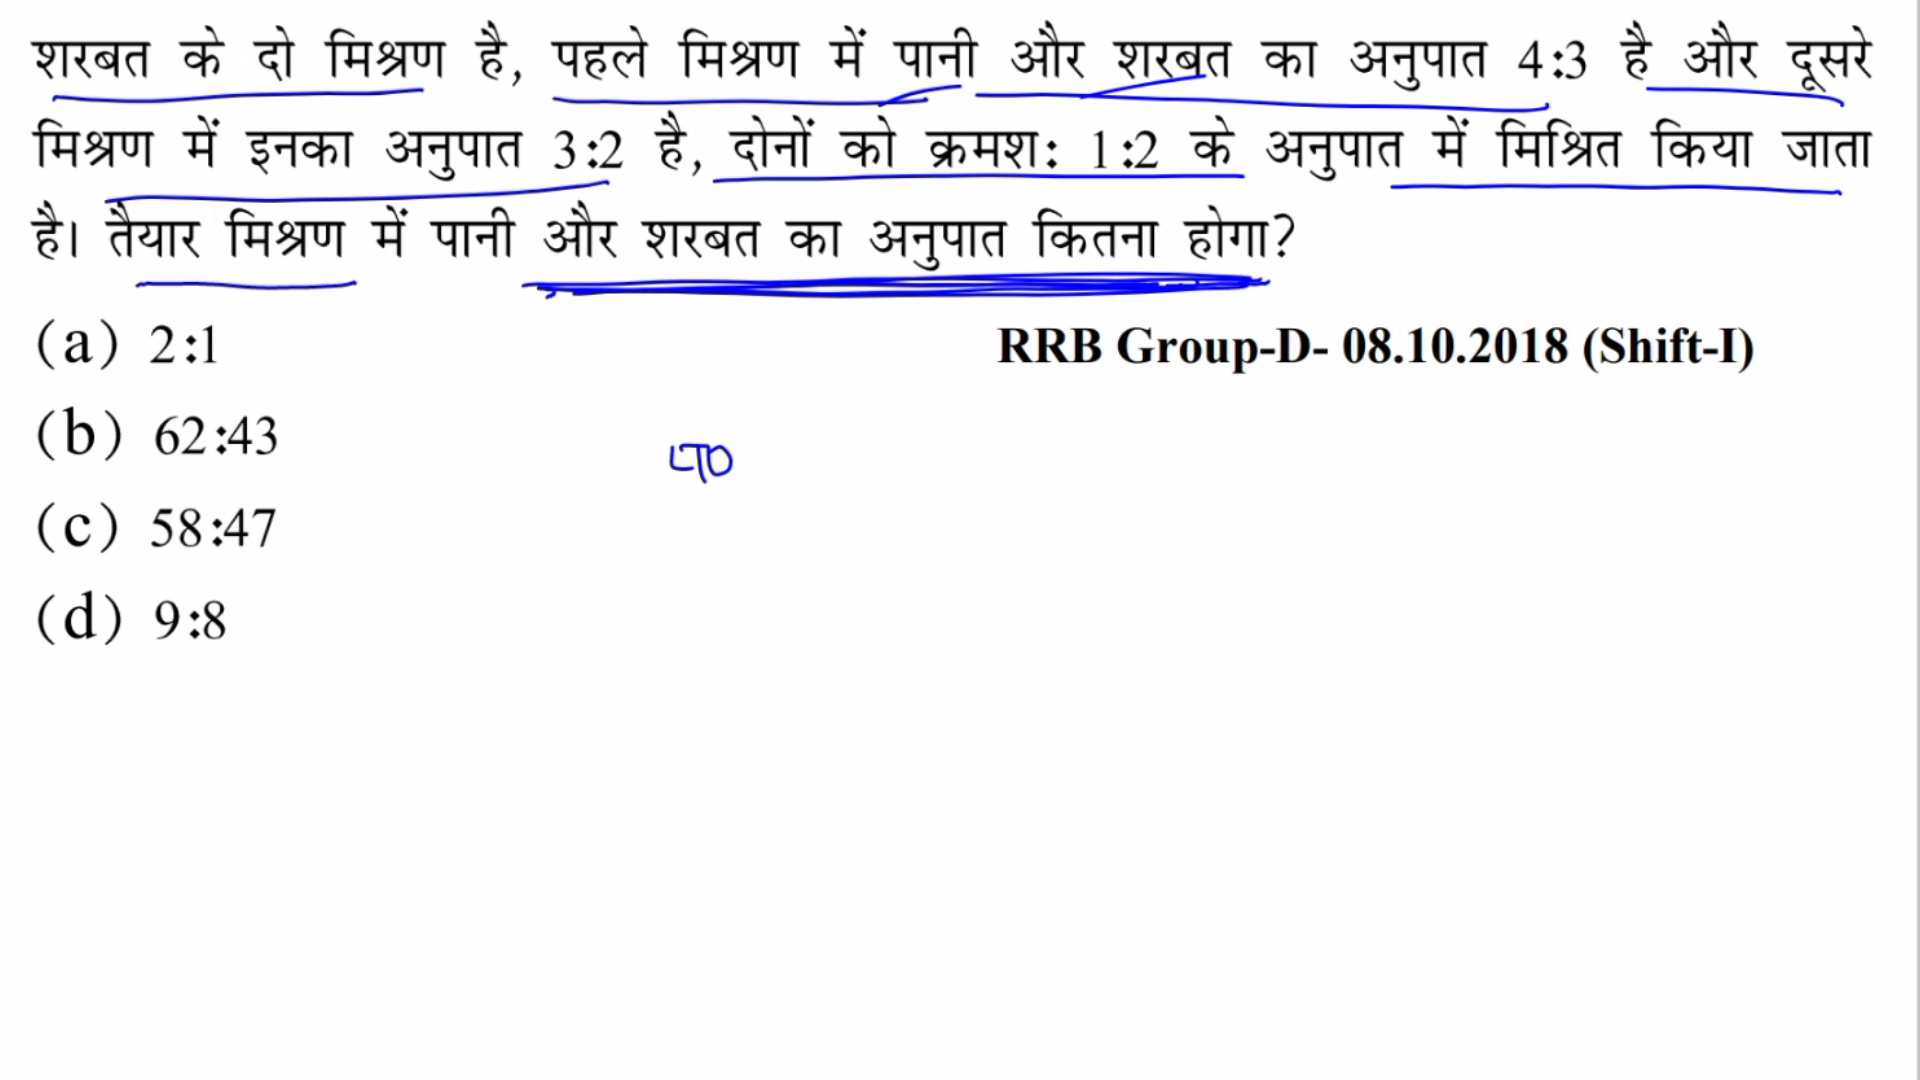 शरबत के दो मिश्रण है, पहले मिश्रण में पानी और शरबत का अनुपात 4:3 है और दूसरे
मिश्रण में इनका अनुपात 3:2 है, दोनों को क्रमश: 1:2 के अनुपात में मिश्रित किया जाता
है। तैयार मिश्रण में पानी और शरबत का अनुपात कितना होगा?
(a) 2:1
RRB Group-D- 08.10.2018 (Shift-I)
(b) 62:43
(c) 58:47
(d) 9:8